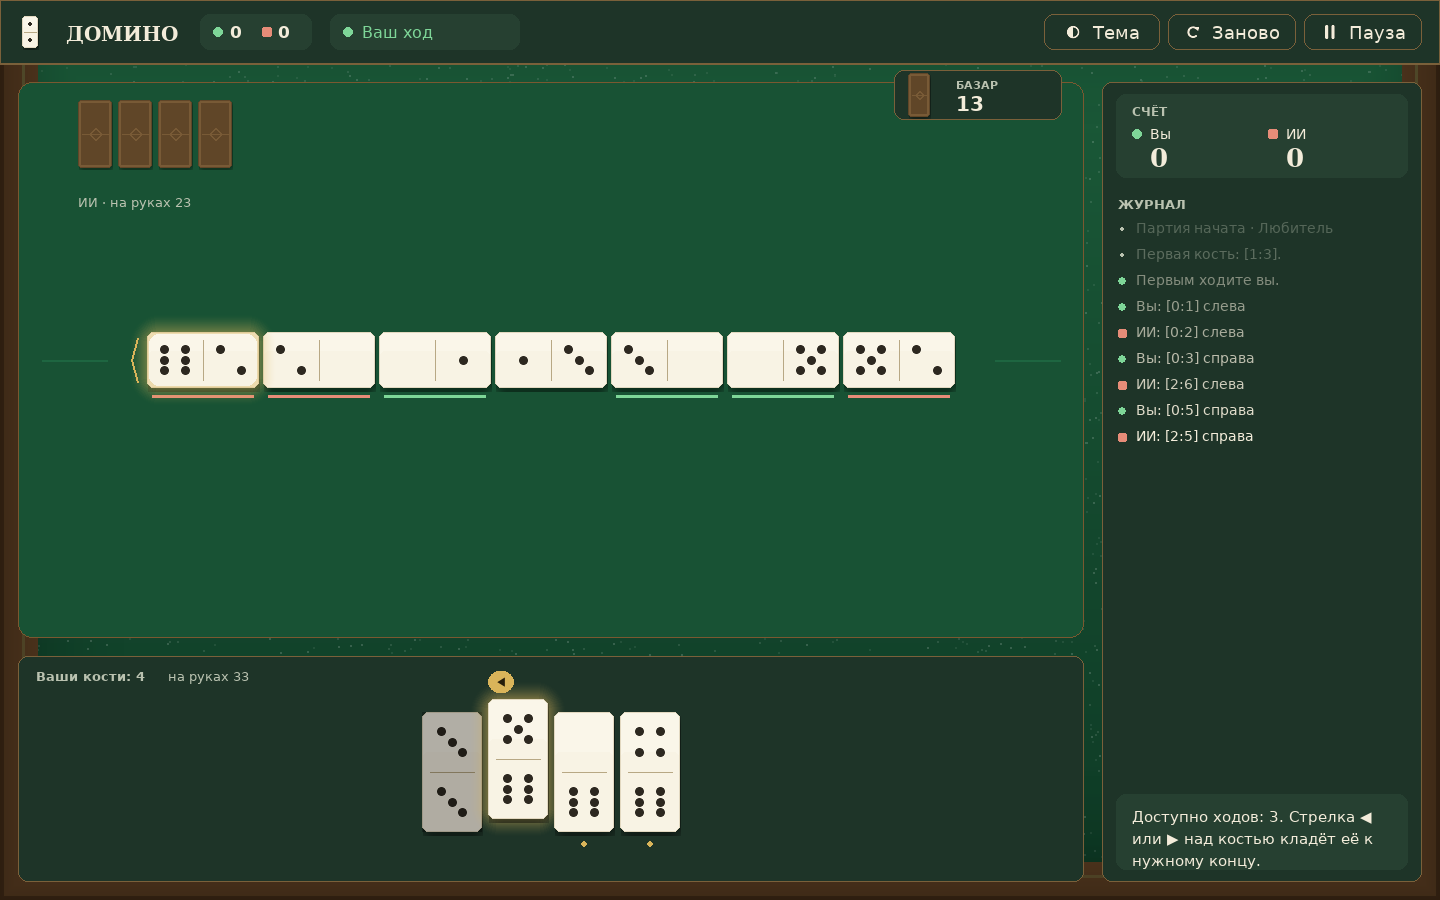 ДОМИНО
0
0
Ваш ход
Тема
Заново
Пауза
БАЗАР
13
ИИ · на руках 23
СЧЁТ
Вы
ИИ
0
0
ЖУРНАЛ
Партия начата · Любитель
Первая кость: [1:3].
Первым ходите вы.
Вы: [0:1] слева
ИИ: [0:2] слева
Вы: [0:3] справа
ИИ: [2:6] слева
Вы: [0:5] справа
ИИ: [2:5] справа
Ваши кости: 4 на руках 33
Доступно ходов: 3. Стрелка ◀
или ▶ над костью кладёт её к
нужному концу.